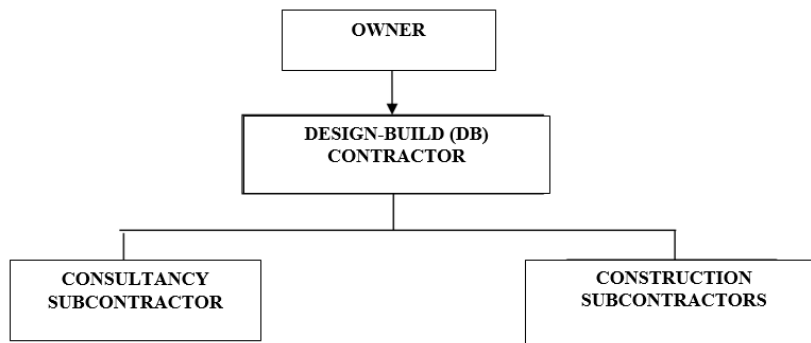 OWNER
DESIGN-BUILD (DB)
CONTRACTOR
CONSULTANCY
SUBCONTRACTOR
CONSTRUCTION
SUBCONTRACTORS